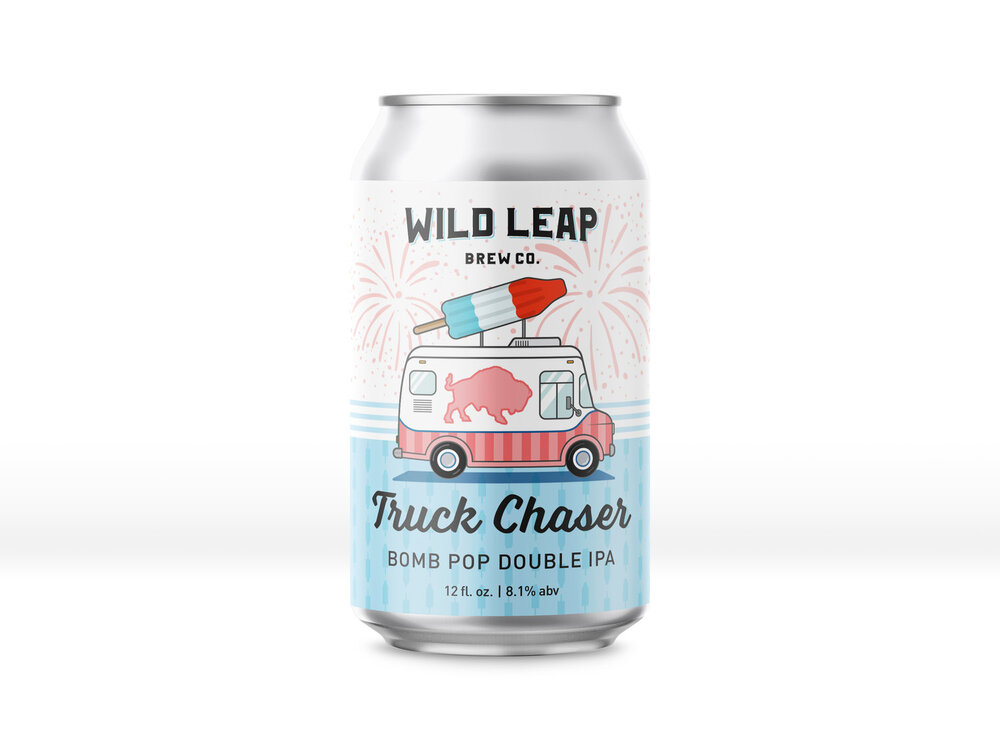 WILD LEAP
BREW CO.
Truck Chaser
BOMB POP DOUBLE IPA
12 fl. oz. | 8.1% abv